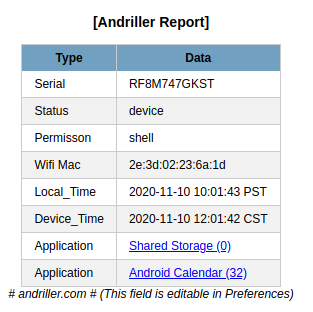 [Andriller Report]
Type Data
Serial RF8M747GKST
Status device
Permisson shell
Wifi Mac 2e:3d:02:23:6a:1d
Local_Time 2020-11-10 10:01:43 PST
Device_Time 2020-11-10 12:01:42 CST
Application Shared Storage (0)
Application Android Calendar (32)
# andriller.com # (This field is editable in Preferences)